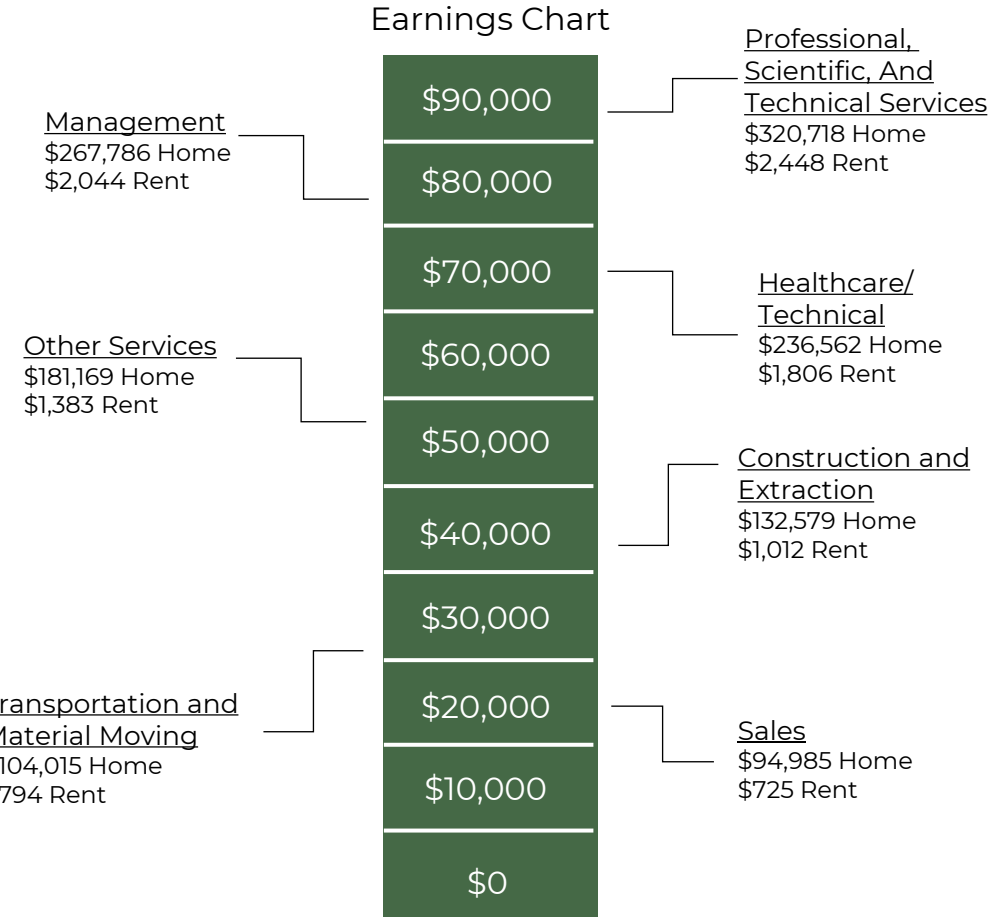 Earnings Chart
Management
$267,786 Home
$2,044 Rent
Other Services
$181,169 Home
$1,383 Rent
ransportation and
Material Moving
104,015 Home
794 Rent
$90,000
$80,000
$70,000
$60,000
$50,000
$40,000
$30,000
$20,000
$10,000
$0
Professional,
Scientific, And
Technical Services
$320,718 Home
$2,448 Rent
Healthcare/
Technical
$236,562 Home
$1,806 Rent
Construction and
Extraction
$132,579 Home
$1,012 Rent
Sales
$94,985 Home
$725 Rent